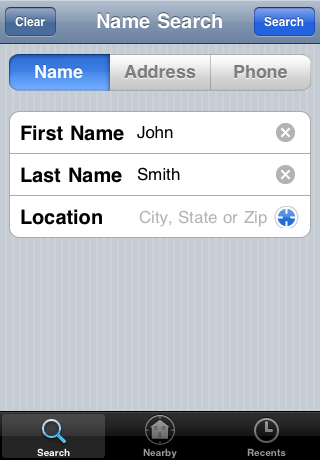 Clear Name Search Search
Name Address Phone
First Name John
Last Name Smith
Location City, State or Zip
Search Nearby Recents